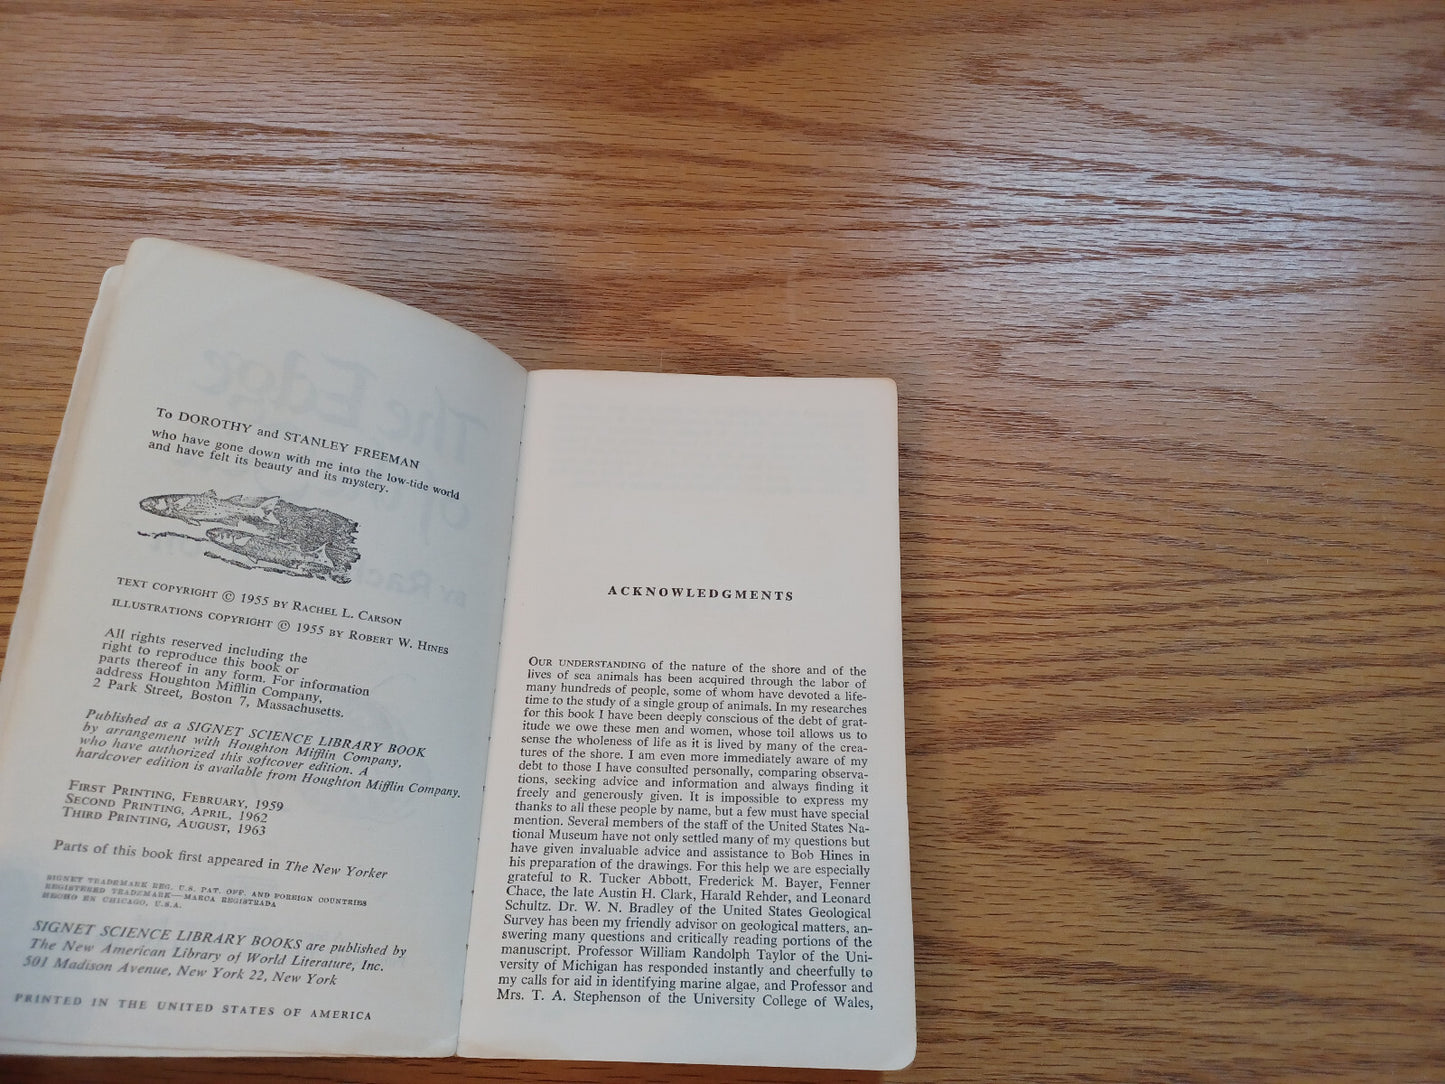 To DOROTHY and STANLEY FREEMAN
who have gone down with me into the low-tide world
and have felt its beauty and its mystery.
TEXT COPYRIGHT © 1955 BY RACHEL L. CARSON
ILLUSTRATIONS COPYRIGHT © 1955 BY ROBERT W. HINES
All rights reserved including the
right to reproduce this book or
parts thereof in any form. For information
address Houghton Mifflin Company,
2 Park Street, Boston 7, Massachusetts.
Published as a SIGNET SCIENCE LIBRARY BOOK
by arrangement with Houghton Mifflin Company,
who have authorized this softcover edition. A
hardcover edition is available from Houghton Mifflin Company.
FIRST PRINTING, FEBRUARY, 1959
SECOND PRINTING, APRIL, 1962
THIRD PRINTING, AUGUST, 1963
Parts of this book first appeared in The New Yorker
SIGNET TRADEMARK REG. U.S. PAT. OFF. AND FOREIGN COUNTRIES
REGISTERED TRADEMARK—MARCA REGISTRADA
HECHO EN CHICAGO, U.S.A.
SIGNET SCIENCE LIBRARY BOOKS are published by
The New American Library of World Literature, Inc.
501 Madison Avenue, New York 22, New York
PRINTED IN THE UNITED STATES OF AMERICA
ACKNOWLEDGMENTS
OUR UNDERSTANDING of the nature of the shore and of the
lives of sea animals has been acquired through the labor of
many hundreds of people, some of whom have devoted a life-
time to the study of a single group of animals. In my researches
for this book I have been deeply conscious of the debt of grat-
itude we owe these men and women, whose toil allows us to
sense the wholeness of life as it is lived by many of the crea-
tures of the shore. I am even more immediately aware of my
debt to those I have consulted personally, comparing observa-
tions, seeking advice and information and always finding it
freely and generously given. It is impossible to express my
thanks to all these people by name, but a few must have special
mention. Several members of the staff of the United States Na-
tional Museum have not only settled many of my questions but
have given invaluable advice and assistance to Bob Hines in
his preparation of the drawings. For this help we are especially
grateful to R. Tucker Abbott, Frederick M. Bayer, Fenner
Chace, the late Austin H. Clark, Harald Rehder, and Leonard
Schultz. Dr. W. N. Bradley of the United States Geological
Survey has been my friendly advisor on geological matters, an-
swering many questions and critically reading portions of the
manuscript. Professor William Randolph Taylor of the Uni-
versity of Michigan has responded instantly and cheerfully to
my calls for aid in identifying marine algae, and Professor and
Mrs. T. A. Stephenson of the University College of Wales,